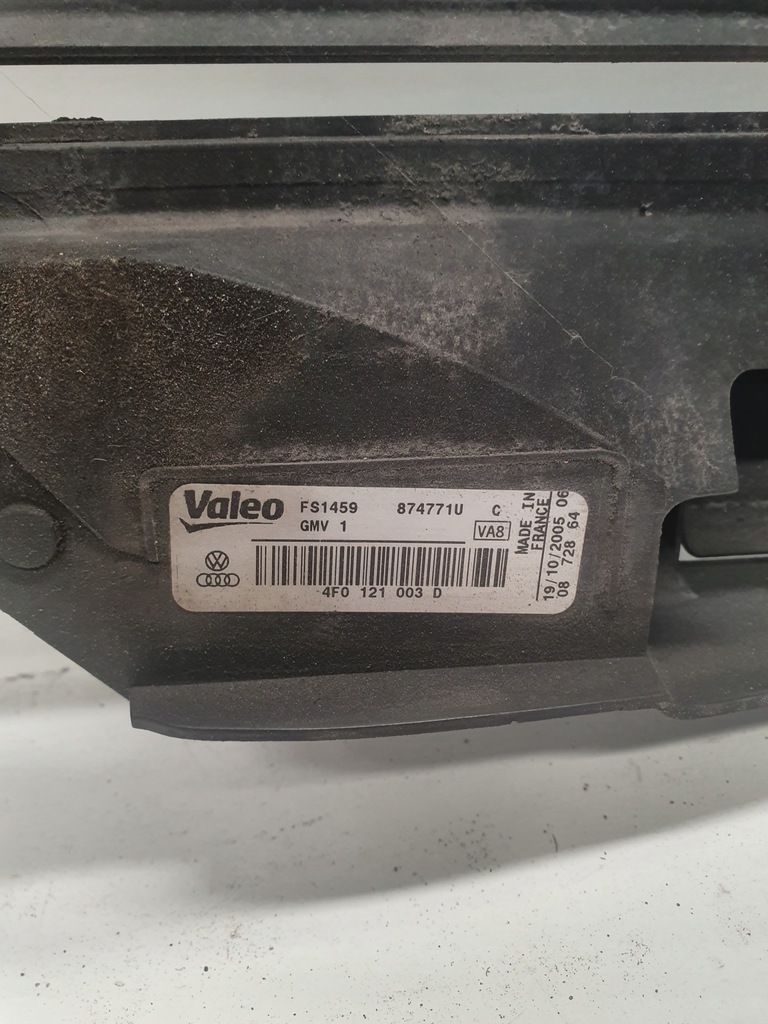 Valeo FS1459 874771U C
GMV 1 VA8
4F0 121 003 D
MADE IN
FRANCE
19/10/2005 06
08 728 64